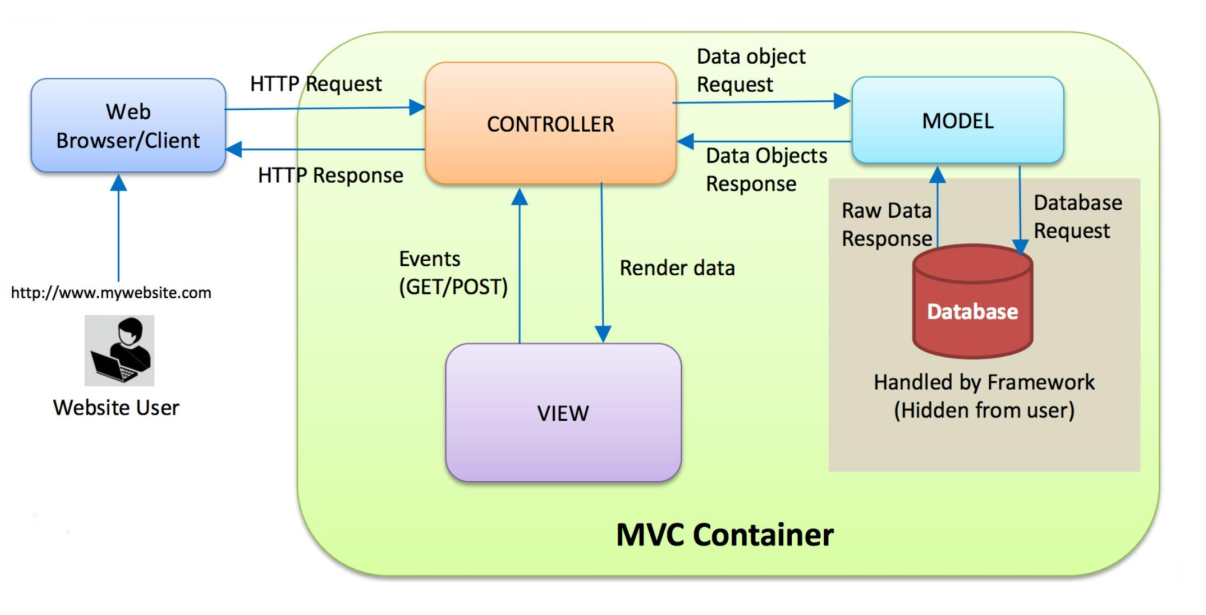 Web
Browser/Client
HTTP Request
HTTP Response
http://www.mywebsite.com
Website User
CONTROLLER
Data object
Request
Data Objects
Response
MODEL
Raw Data
Response
Database
Request
Database
Handled by Framework
(Hidden from user)
Events
(GET/POST)
Render data
VIEW
MVC Container